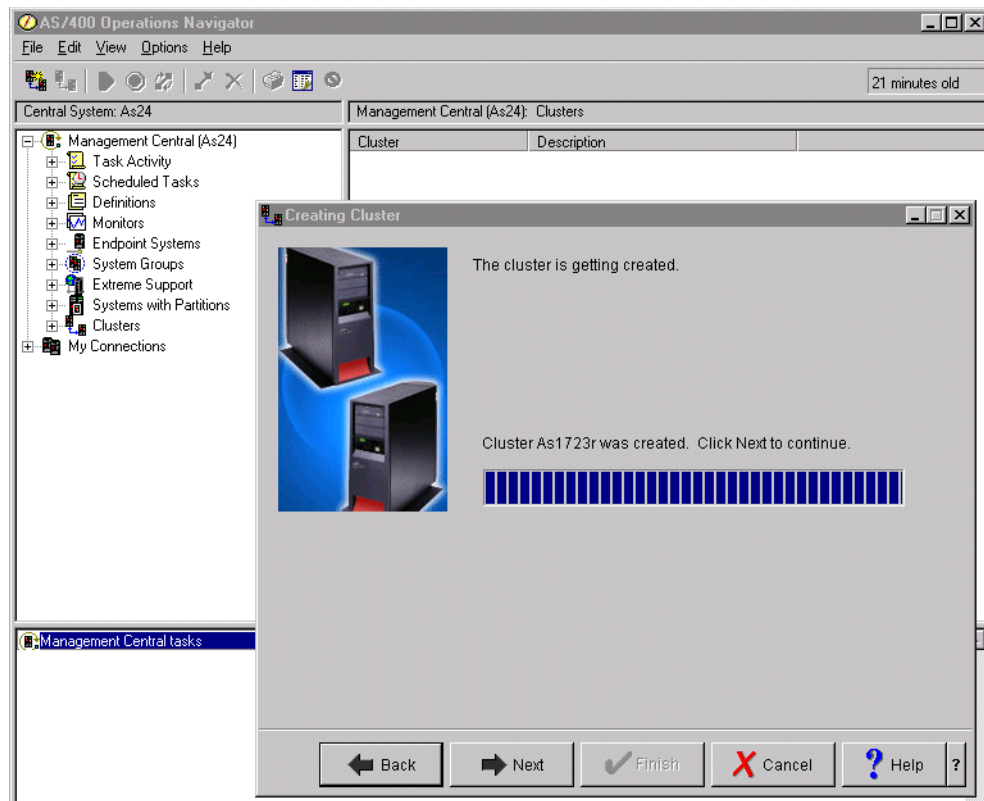 AS/400 Operations Navigator
File Edit View Options Help
21 minutes old
Central System: As24
Management Central (As24): Clusters
Management Central (As24)
Task Activity
Scheduled Tasks
Definitions
Monitors
Endpoint Systems
System Groups
Extreme Support
Systems with Partitions
Clusters
My Connections
Cluster Description
Creating Cluster
The cluster is getting created.
Cluster As1723r was created. Click Next to continue.
Management Central tasks
Back Next Finish Cancel ? Help ?